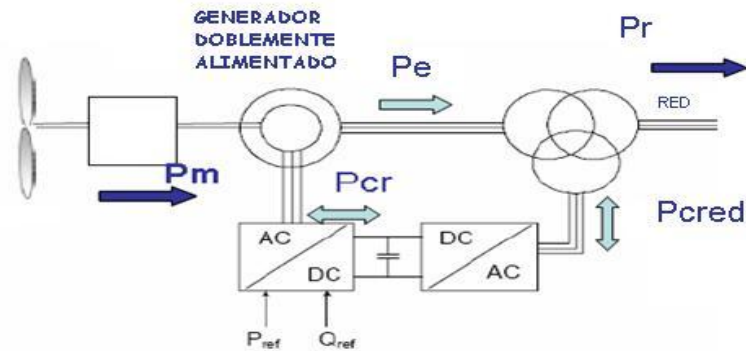 GENERADOR
DOBLEMENTE
ALIMENTADO
Pe
Pr
RED
Pm
Pcr
Pcred
AC
DC
DC
AC
Pref
Qref